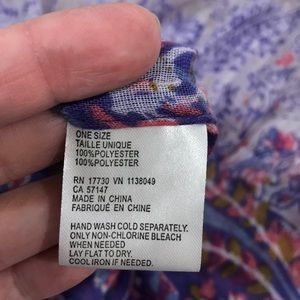 ONE SIZE
TAILLE UNIQUE
100%POLYESTER
100%POLYESTER
RN 17730 VN 1138049
CA 57147
MADE IN CHINA
FABRIQUÉ EN CHINE
HAND WASH COLD SEPARATELY.
ONLY NON-CHLORINE BLEACH
WHEN NEEDED
LAY FLAT TO DRY.
COOL IRON IF NEEDED.